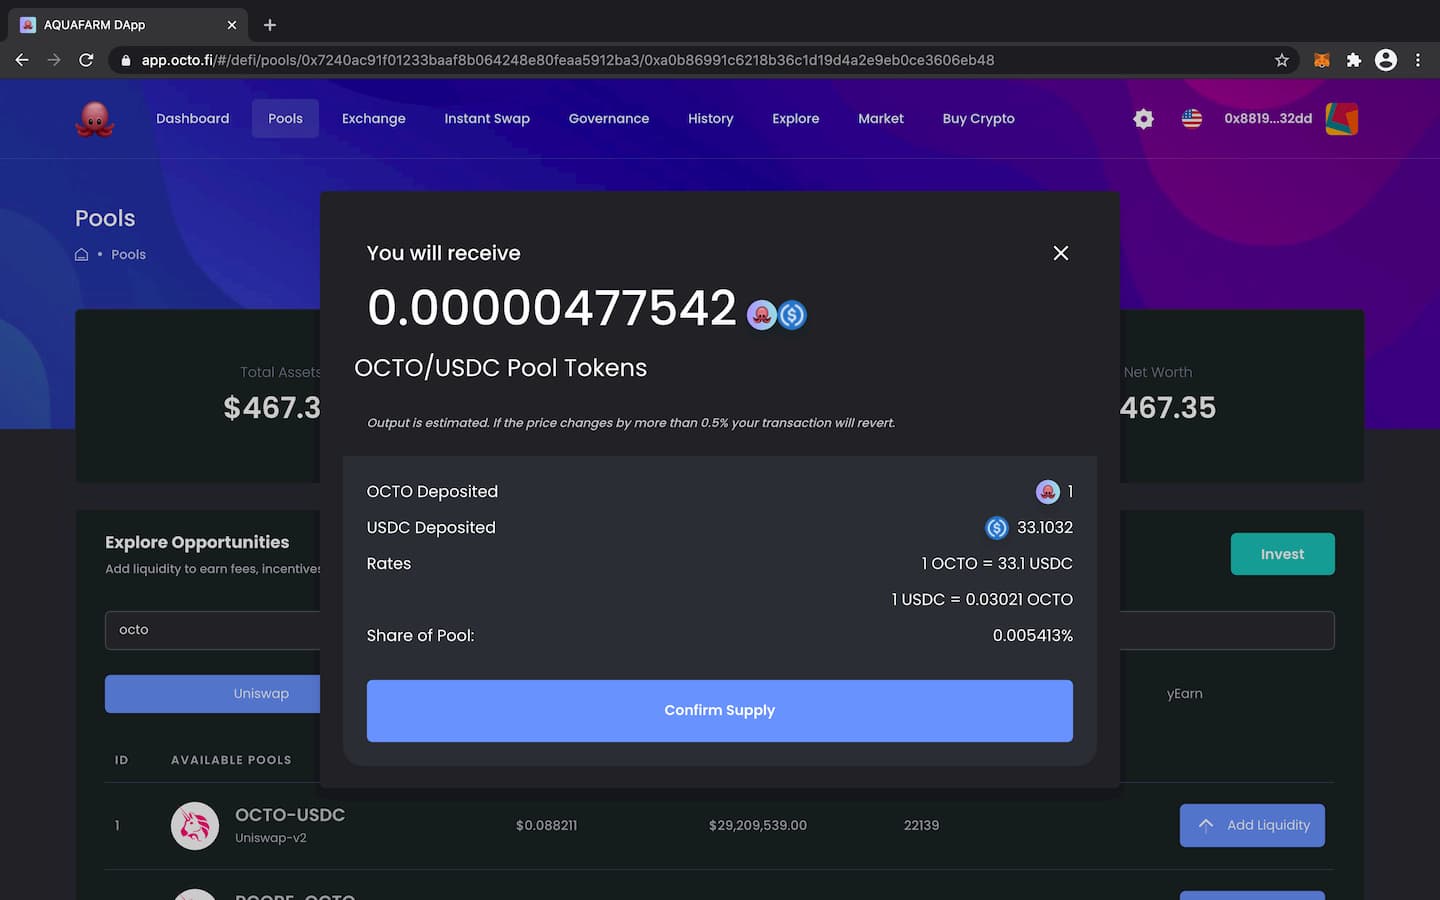 AQUAFARM DApp
app.octo.fi/#/defi/pools/0x7240ac91f01233baaf8b064248e80feaa5912ba3/0xa0b86991c6218b36c1d19d4a2e9eb0ce3606eb48
Dashboard Pools Exchange Instant Swap Governance History Explore Market Buy Crypto 0x8819...32dd
Pools
Pools
You will receive
0.00000477542
OCTO/USDC Pool Tokens
Output is estimated. If the price changes by more than 0.5% your transaction will revert.
OCTO Deposited 1
USDC Deposited 33.1032
Rates 1 OCTO = 33.1 USDC
1 USDC = 0.03021 OCTO
Share of Pool: 0.005413%
Confirm Supply
Total Assets
$467.3
Net Worth
467.35
Explore Opportunities
Add liquidity to earn fees, incentives
Invest
octo
Uniswap yEarn
ID AVAILABLE POOLS
1 OCTO-USDC $0.088211 $29,209,539.00 22139 Add Liquidity
Uniswap-v2